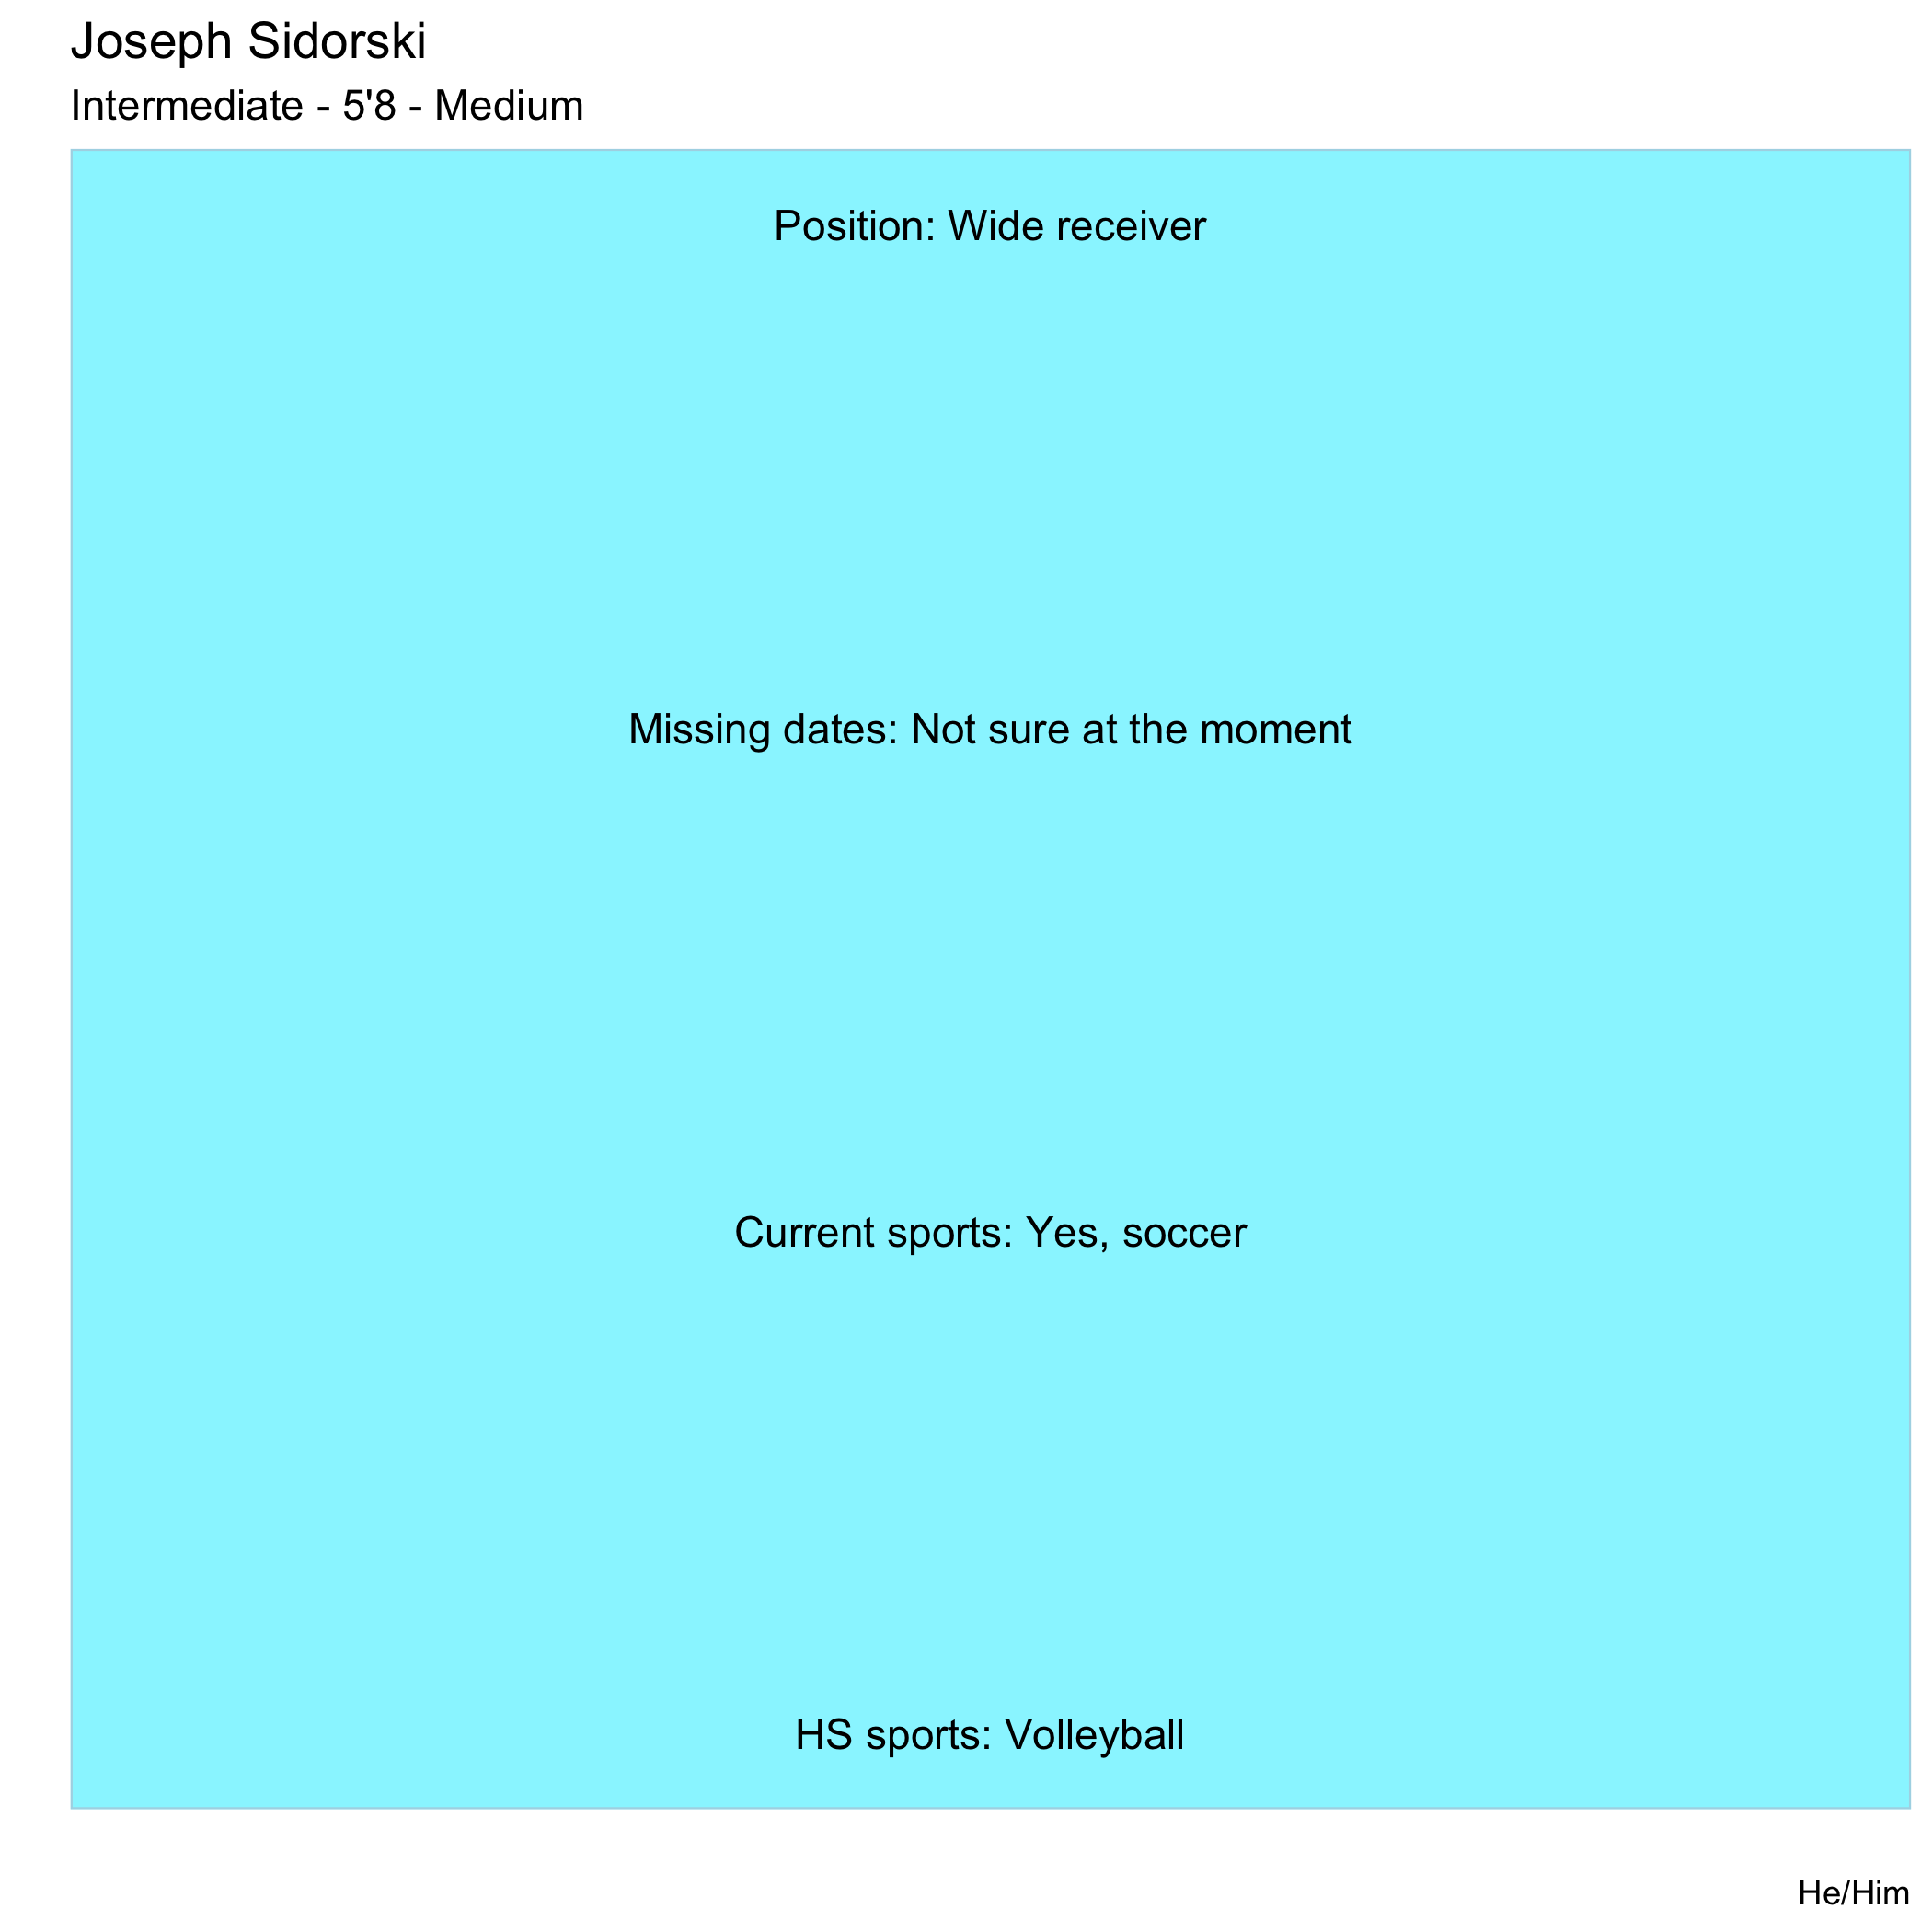 Joseph Sidorski
Intermediate - 5'8 - Medium
Position: Wide receiver
Missing dates: Not sure at the moment
Current sports: Yes, soccer
HS sports: Volleyball
He/Him